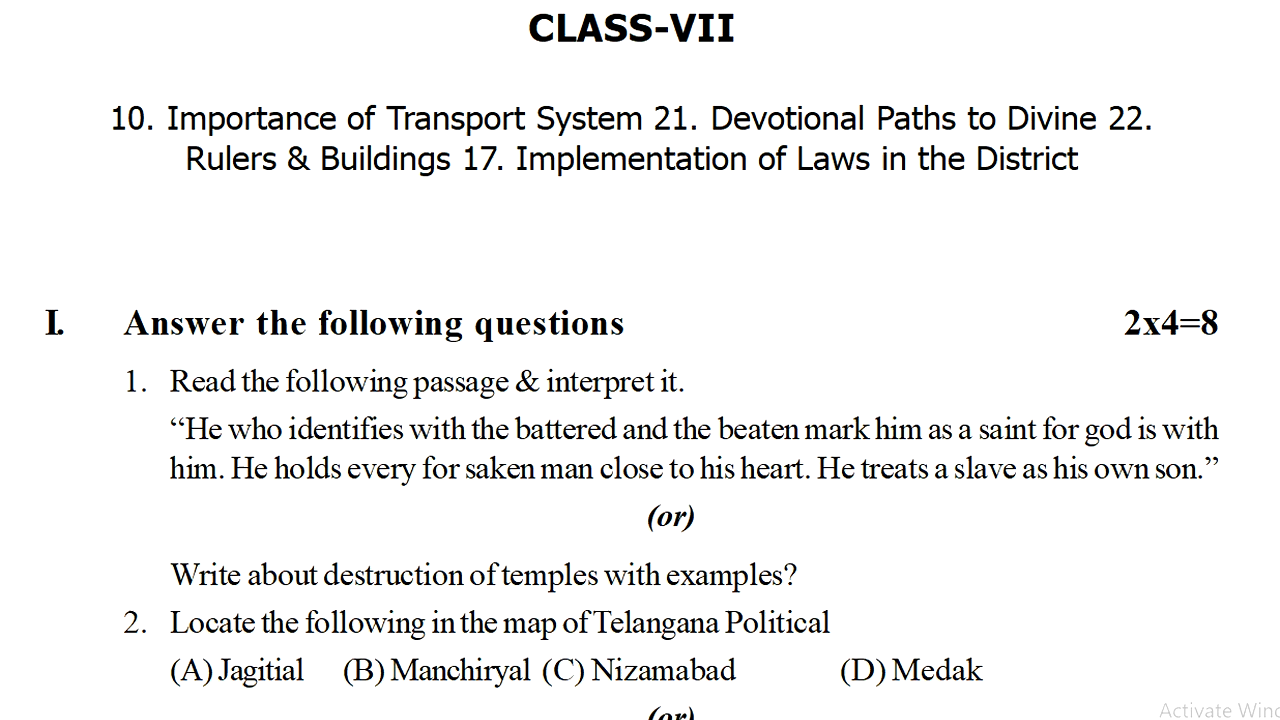 CLASS-VII
10. Importance of Transport System 21. Devotional Paths to Divine 22.
Rulers & Buildings 17. Implementation of Laws in the District
I. Answer the following questions 2x4=8
1. Read the following passage & interpret it.
“He who identifies with the battered and the beaten mark him as a saint for god is with
him. He holds every for saken man close to his heart. He treats a slave as his own son.”
(or)
Write about destruction of temples with examples?
2. Locate the following in the map of Telangana Political
(A) Jagitial (B) Manchiryal (C) Nizamabad (D) Medak
(or)
Activate Wind